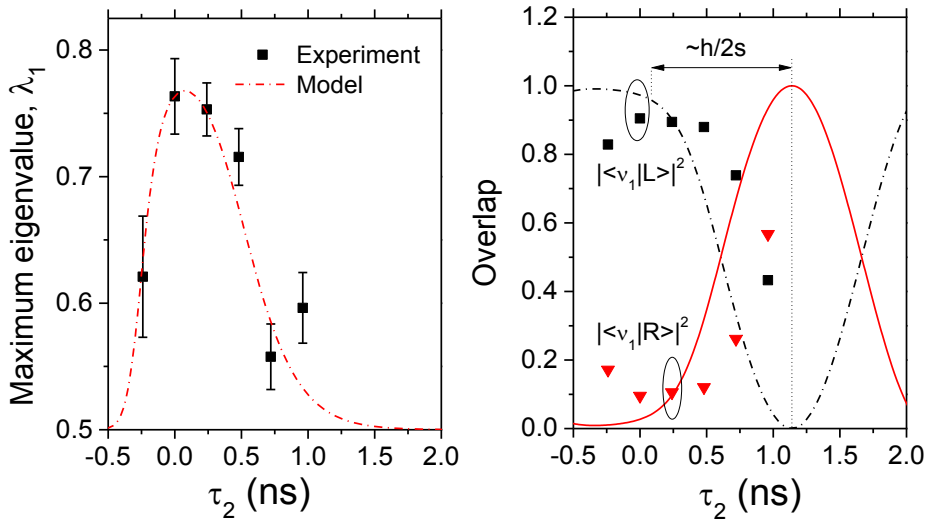 Maximum eigenvalue, λ₁
0.8
0.7
0.6
0.5
-0.5
0.0
0.5
1.0
1.5
2.0
τ₂ (ns)
Experiment
Model
Overlap
1.2
1.0
0.8
0.6
0.4
0.2
0.0
-0.5
0.0
0.5
1.0
1.5
2.0
τ₂ (ns)
~h/2s
|<ν₁|L>|²
|<ν₁|R>|²